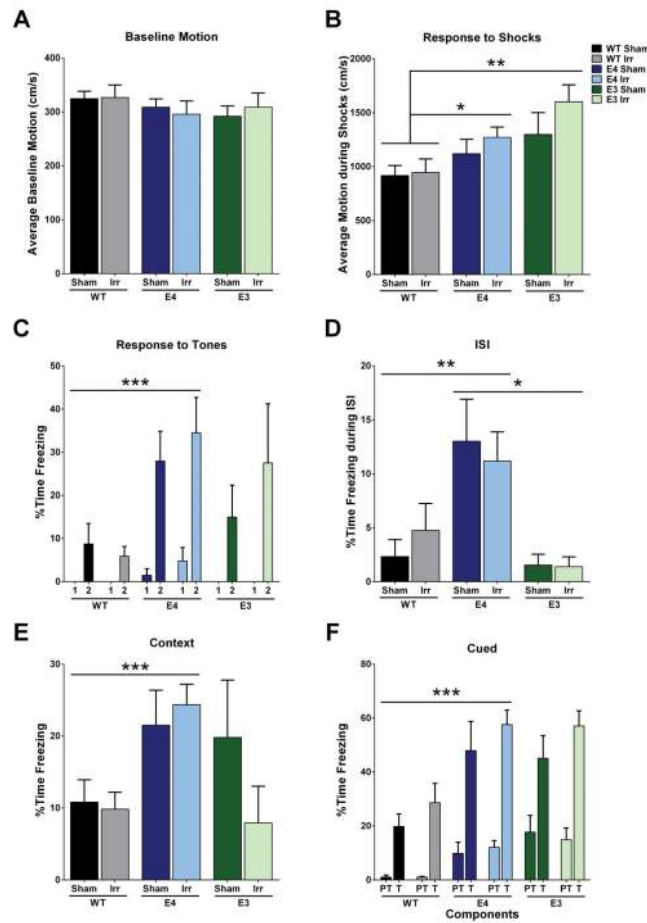 A
Baseline Motion
Average Baseline Motion (cm/s)
400
300
200
100
0
Sham Irr Sham Irr Sham Irr
WT E4 E3
B
Response to Shocks
Average Motion during Shocks (cm/s)
2000
1500
1000
500
0
**
*
Sham Irr Sham Irr Sham Irr
WT E4 E3
WT Sham
WT Irr
E4 Sham
E4 Irr
E3 Sham
E3 Irr
C
Response to Tones
%Time Freezing
50
40
30
20
10
0
***
1 2 1 2 1 2 1 2 1 2 1 2
WT E4 E3
D
ISI
%Time Freezing during ISI
20
15
10
5
0
**
*
Sham Irr Sham Irr Sham Irr
WT E4 E3
E
Context
%Time Freezing
30
20
10
0
***
Sham Irr Sham Irr Sham Irr
WT E4 E3
F
Cued
%Time Freezing
80
60
40
20
0
***
PT T PT T PT T PT T PT T PT T
WT E4 E3
Components